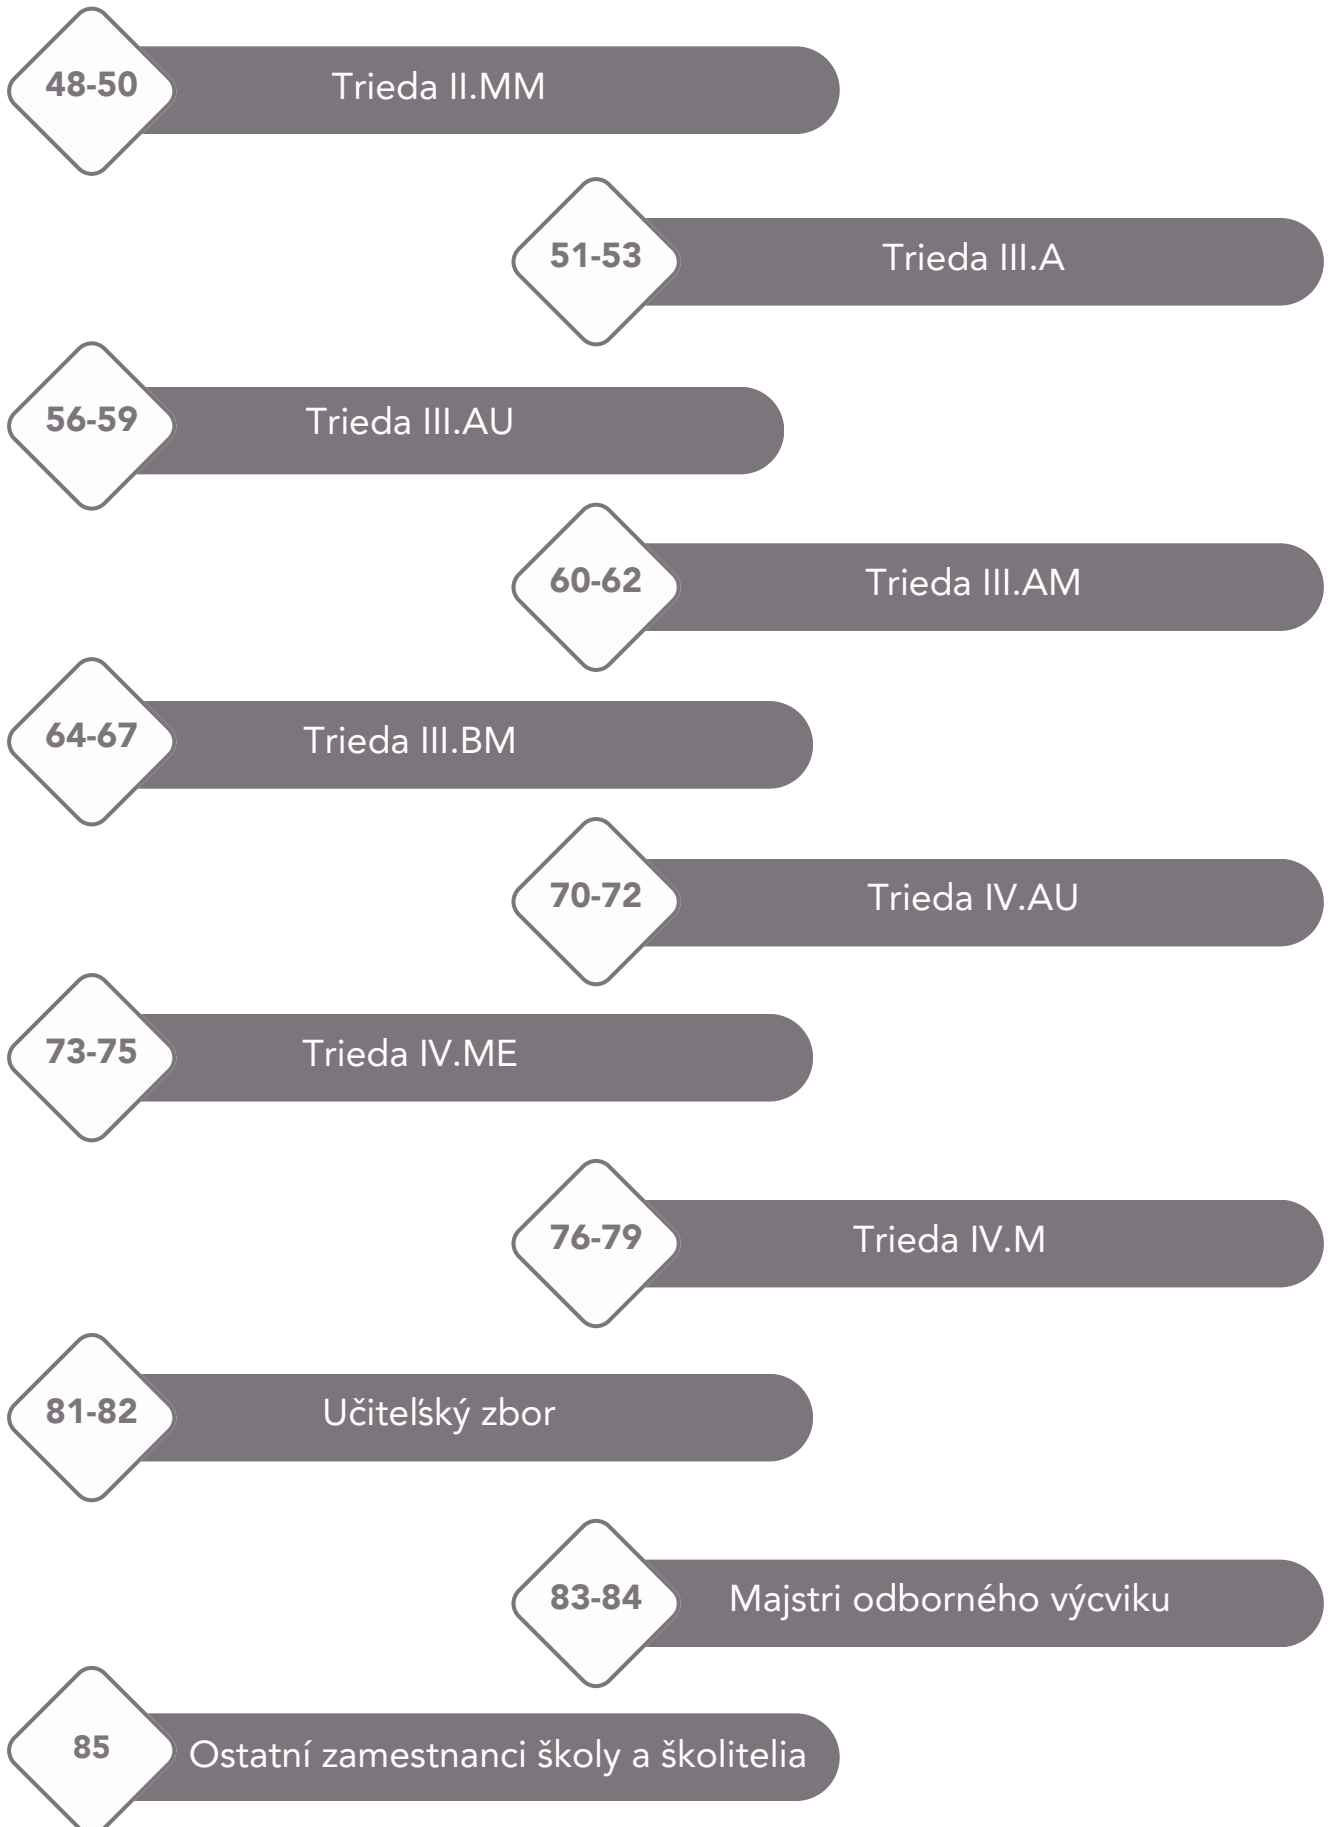 48-50 Trieda II.MM
51-53 Trieda III.A
56-59 Trieda III.AU
60-62 Trieda III.AM
64-67 Trieda III.BM
70-72 Trieda IV.AU
73-75 Trieda IV.ME
76-79 Trieda IV.M
81-82 Učiteľský zbor
83-84 Majstri odborného výcviku
85 Ostatní zamestnanci školy a školitelia